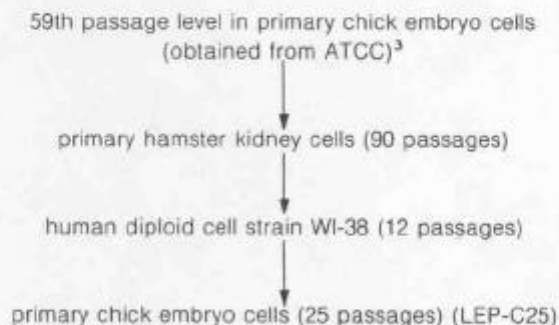 59th passage level in primary chick embryo cells
(obtained from ATCC)³
primary hamster kidney cells (90 passages)
human diploid cell strain WI-38 (12 passages)
primary chick embryo cells (25 passages) (LEP-C25)